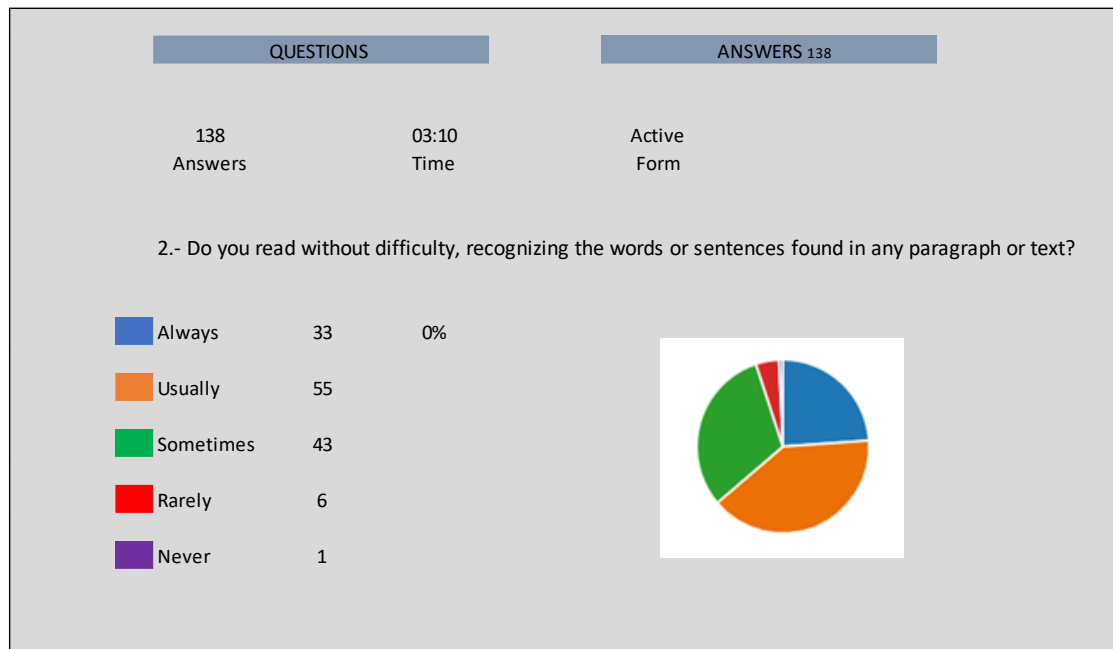 QUESTIONS ANSWERS 138
138 03:10 Active
Answers Time Form
2.- Do you read without difficulty, recognizing the words or sentences found in any paragraph or text?
Always 33 0%
Usually 55
Sometimes 43
Rarely 6
Never 1